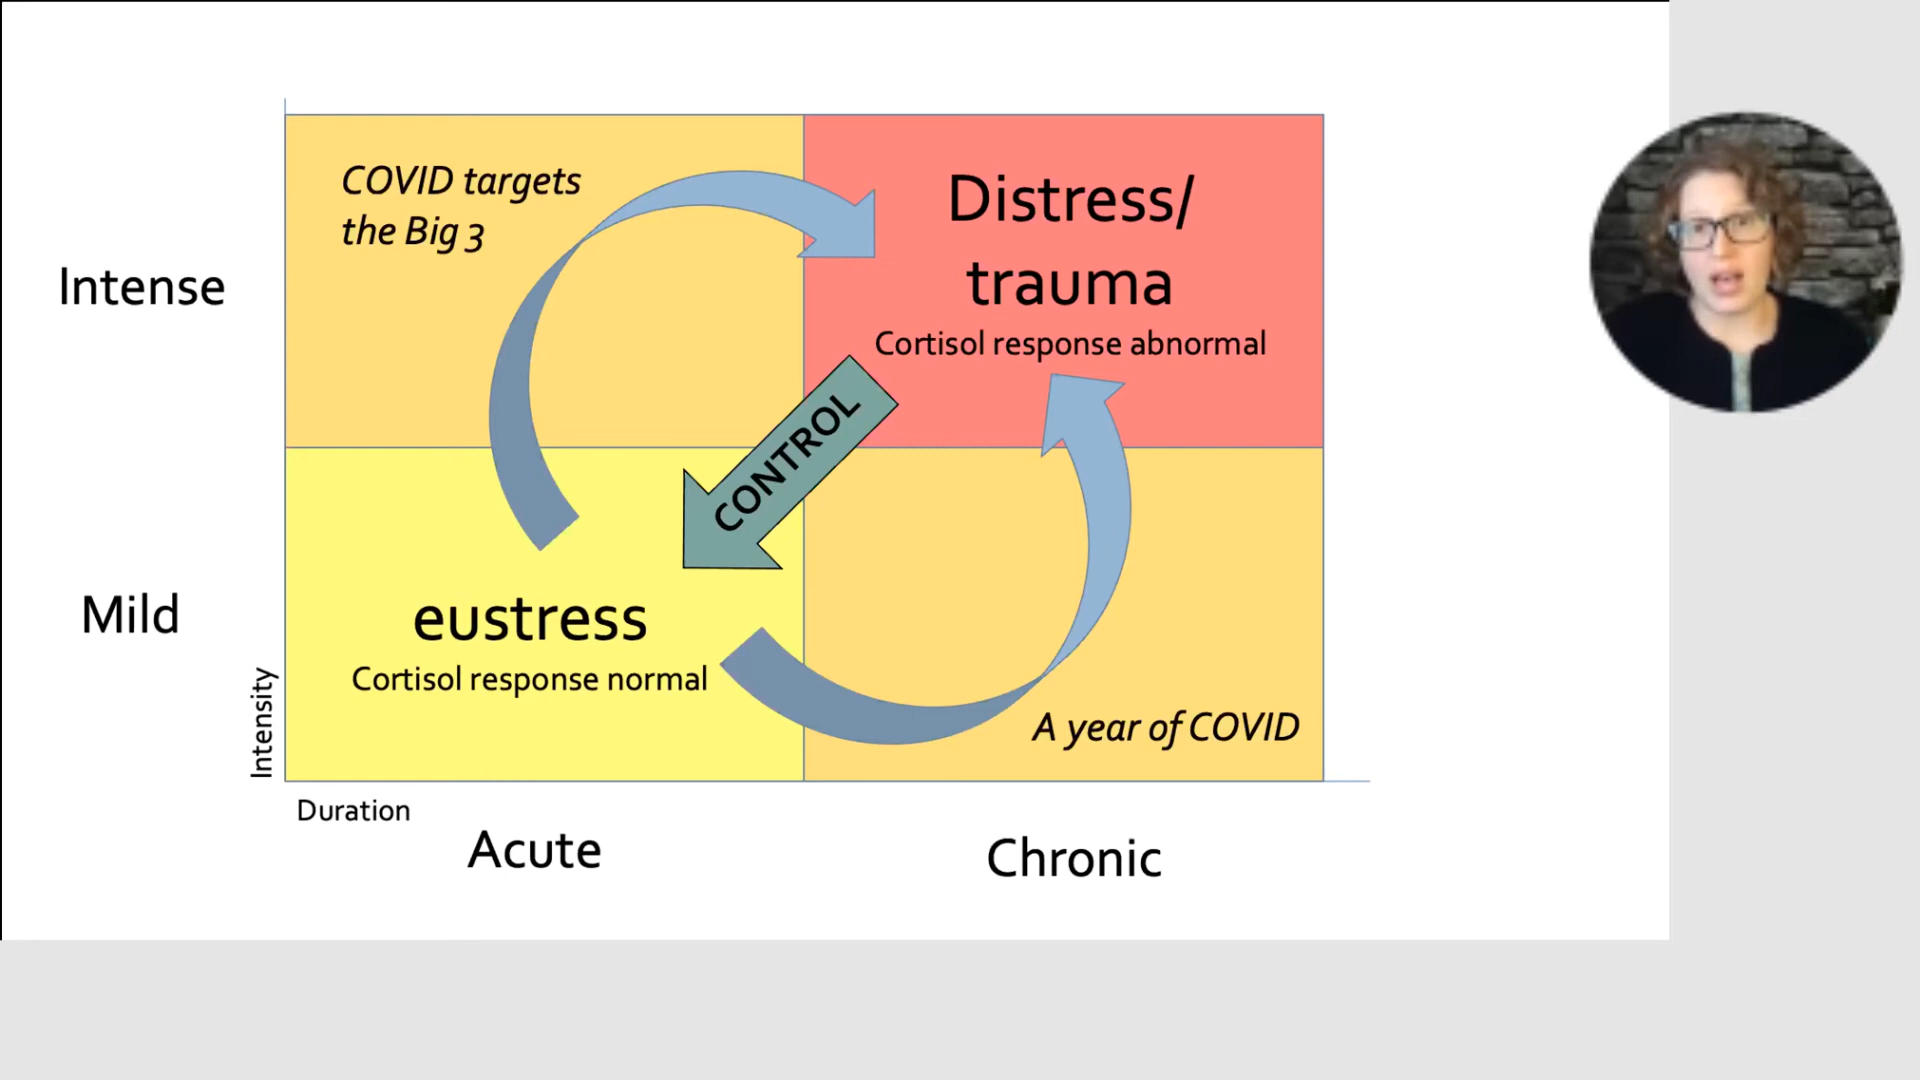 COVID targets
the Big 3
Distress/
trauma
Cortisol response abnormal
Intense
CONTROL
Mild
eustress
Cortisol response normal
A year of COVID
Intensity
Duration
Acute
Chronic